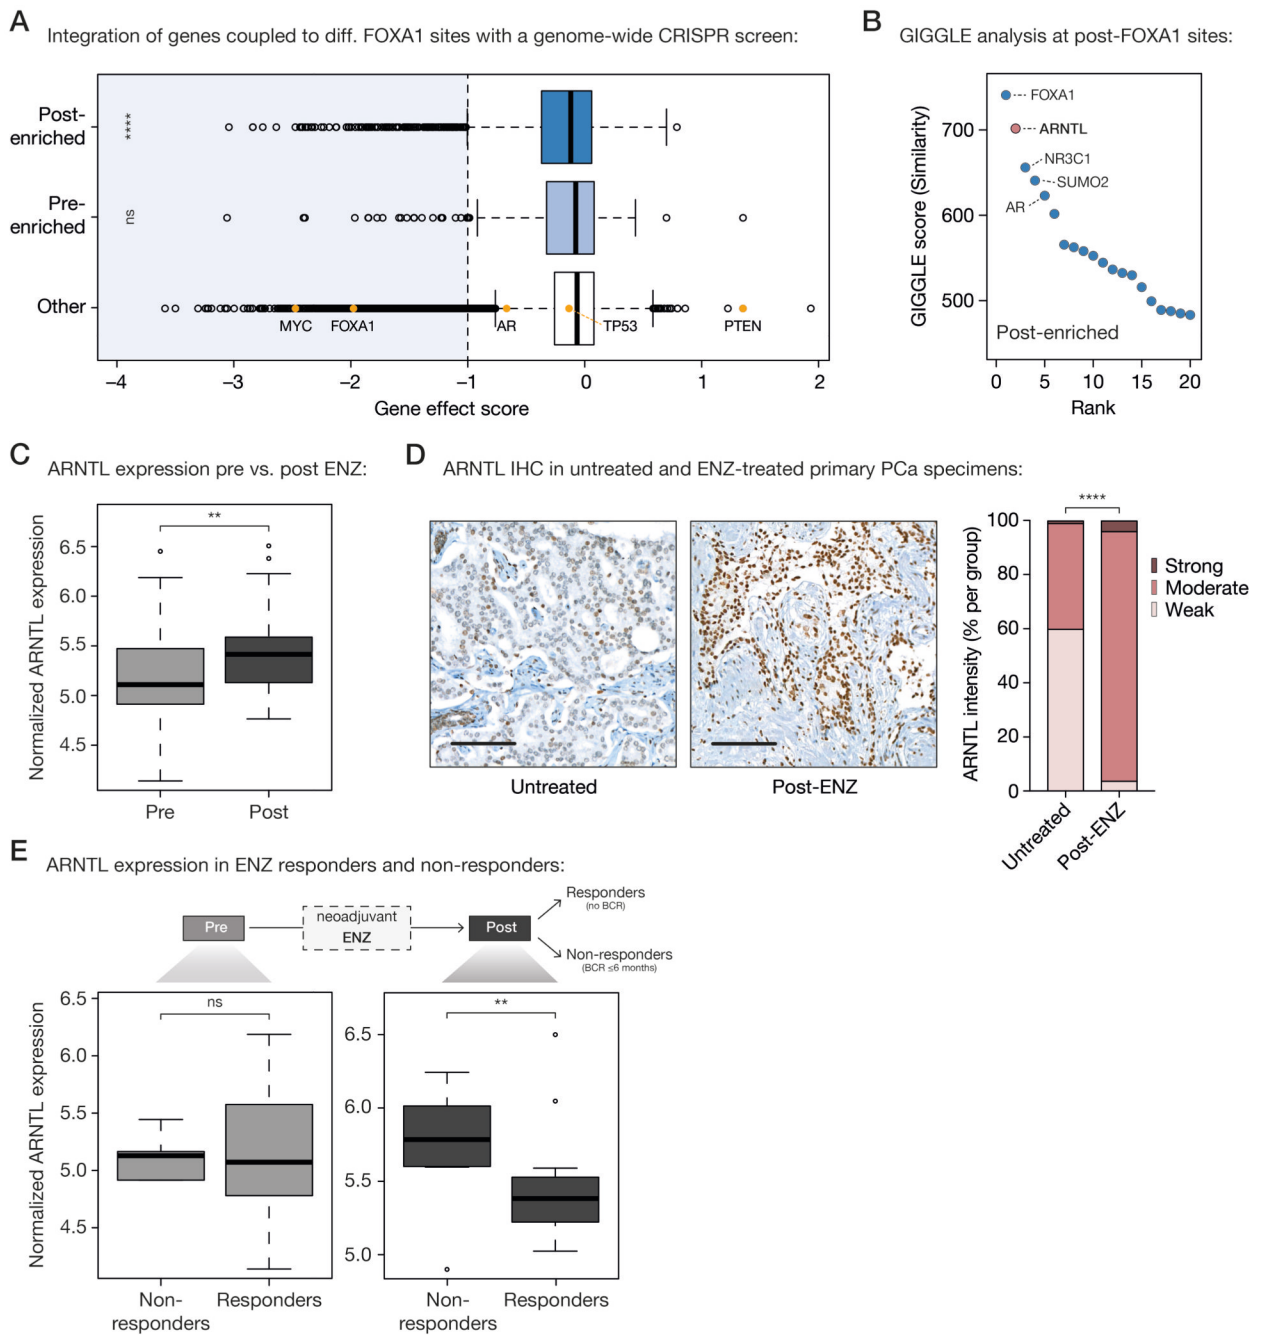 A
Integration of genes coupled to diff. FOXA1 sites with a genome-wide CRISPR screen:
Post-
enriched
****
Pre-
enriched
ns
Other
MYC
FOXA1
AR
TP53
PTEN
−4
−3
−2
−1
0
1
2
Gene effect score
B
GIGGLE analysis at post-FOXA1 sites:
GIGGLE score (Similarity)
700
600
500
FOXA1
ARNTL
NR3C1
SUMO2
AR
Post-enriched
0
5
10
15
20
Rank
C
ARNTL expression pre vs. post ENZ:
Normalized ARNTL expression
6.5
6.0
5.5
5.0
4.5
**
Pre
Post
D
ARNTL IHC in untreated and ENZ-treated primary PCa specimens:
Untreated
Post-ENZ
ARNTL intensity (% per group)
100
80
60
40
20
0
****
Untreated
Post-ENZ
Strong
Moderate
Weak
E
ARNTL expression in ENZ responders and non-responders:
Pre
neoadjuvant
ENZ
Post
Responders
(no BCR)
Non-responders
(BCR ≤6 months)
Normalized ARNTL expression
6.5
6.0
5.5
5.0
4.5
ns
Non-
responders
Responders
6.5
6.0
5.5
5.0
**
Non-
responders
Responders